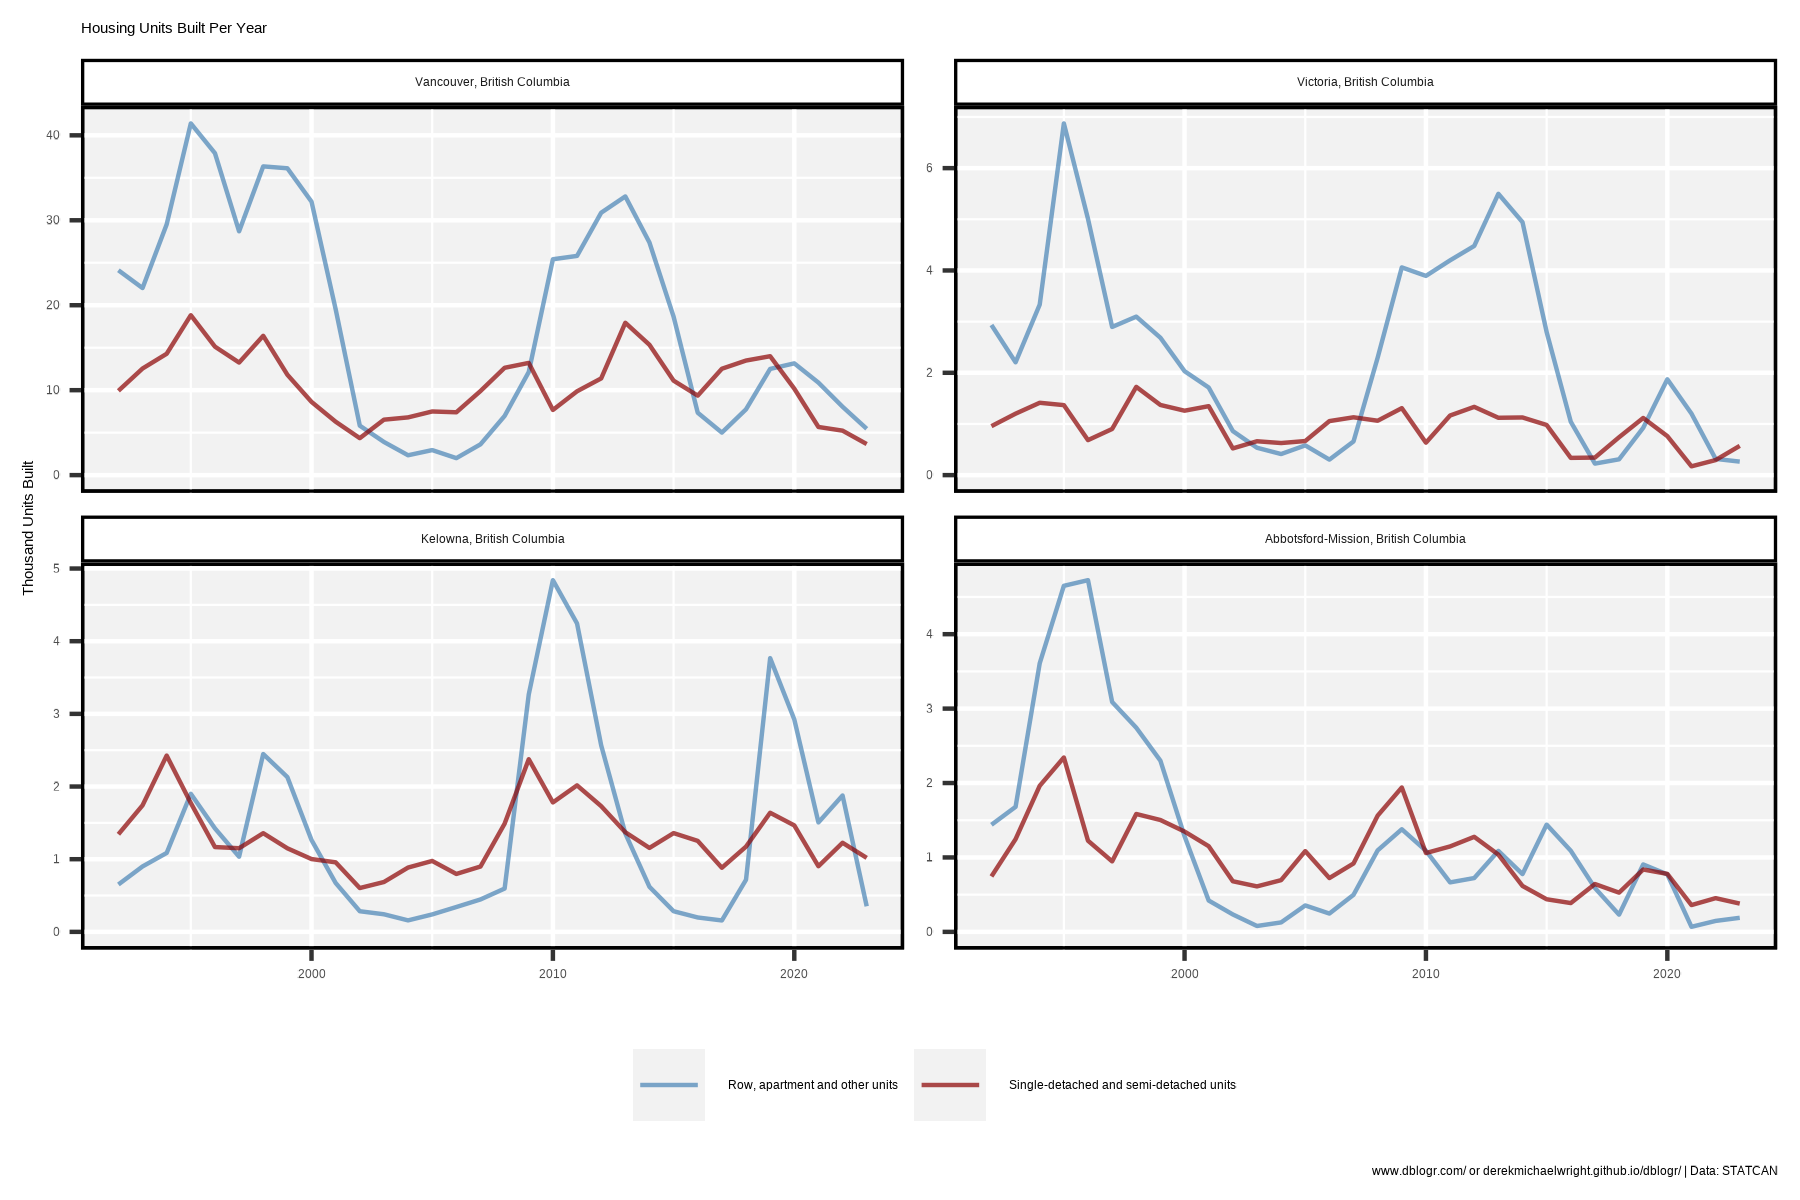 Housing Units Built Per Year
Vancouver, British Columbia
Victoria, British Columbia
40
30
20
10
0
6
4
2
0
Thousand Units Built
Kelowna, British Columbia
Abbotsford-Mission, British Columbia
5
4
3
2
1
0
4
3
2
1
0
2000
2010
2020
2000
2010
2020
Row, apartment and other units
Single-detached and semi-detached units
www.dblogr.com/ or derekmichaelwright.github.io/dblogr/ | Data: STATCAN